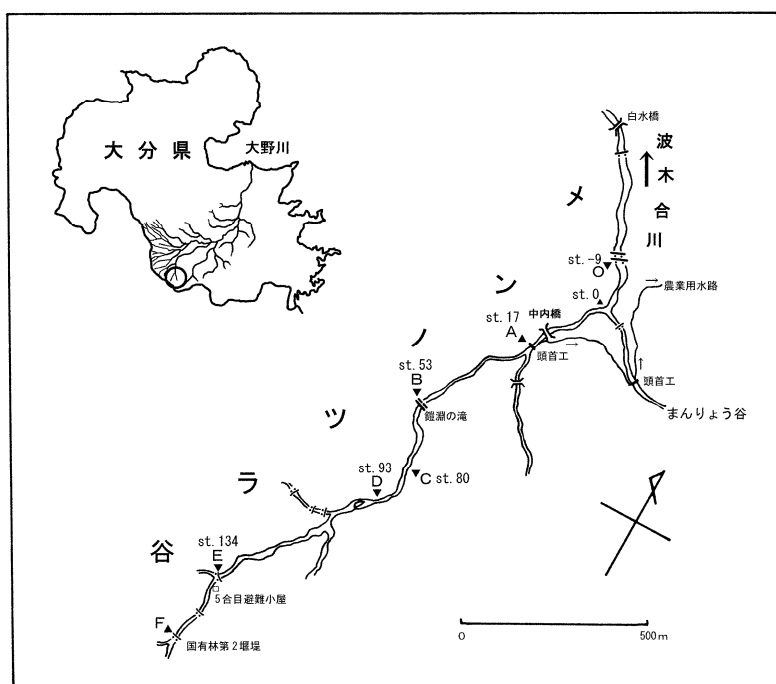 大分県
大野川
白水橋
波木合川
メンノツラ谷
st.-9
O
st.0
農業用水路
st.17
A
中内橋
頭首工
頭首工
まんりょう谷
st.53
B
鎧淵の滝
st.93
D
C st.80
st.134
E
5合目避難小屋
F
国有林第2堰堤
0
500m